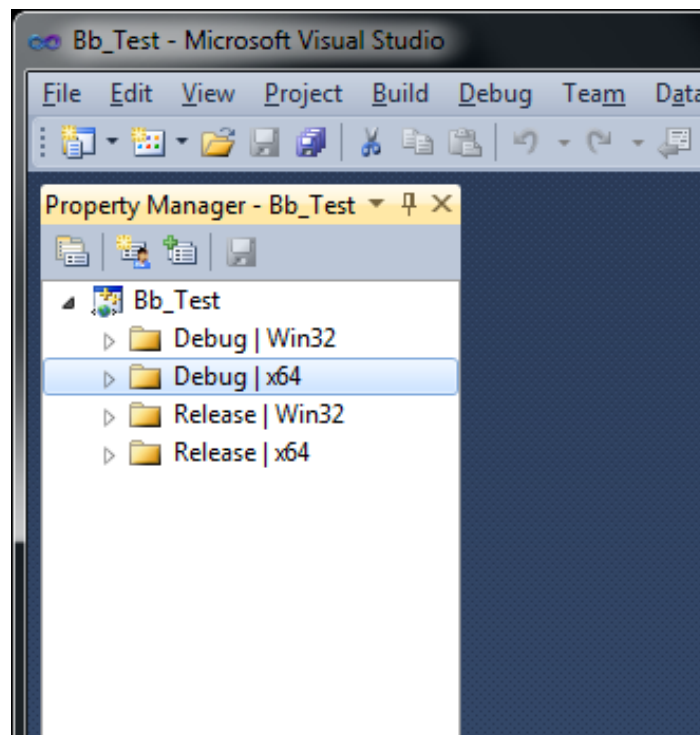 Bb_Test - Microsoft Visual Studio
File Edit View Project Build Debug Team Data
Property Manager - Bb_Test
Bb_Test
Debug | Win32
Debug | x64
Release | Win32
Release | x64